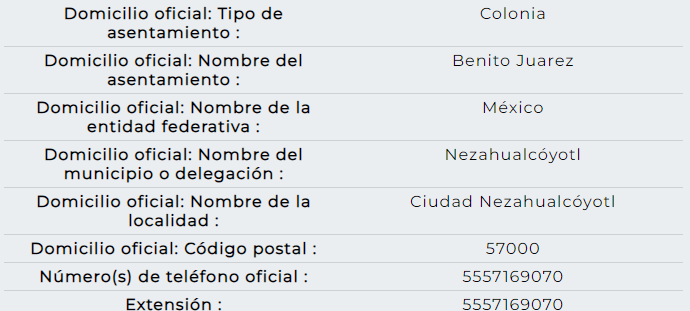 Domicilio oficial: Tipo de
asentamiento :
Colonia
Domicilio oficial: Nombre del
asentamiento :
Benito Juarez
Domicilio oficial: Nombre de la
entidad federativa :
México
Domicilio oficial: Nombre del
municipio o delegación :
Nezahualcóyotl
Domicilio oficial: Nombre de la
localidad :
Ciudad Nezahualcóyotl
Domicilio oficial: Código postal :
57000
Número(s) de teléfono oficial :
5557169070
Extensión :
5557169070